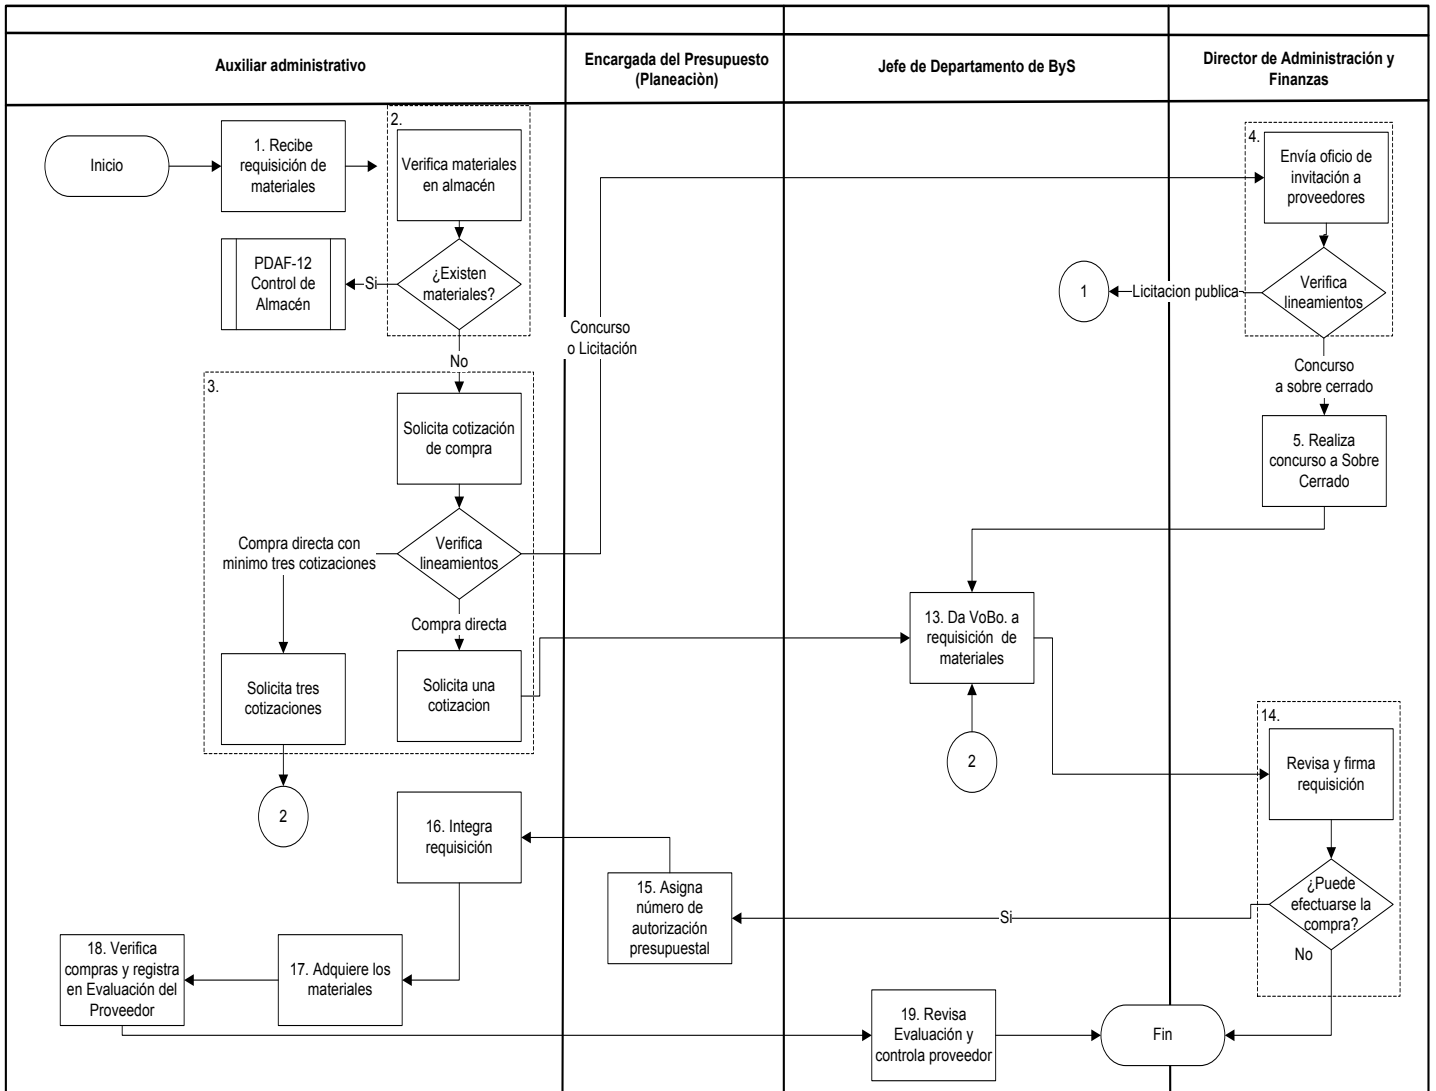 Auxiliar administrativo
Encargada del Presupuesto
(Planeaciòn)
Jefe de Departamento de ByS
Director de Administración y
Finanzas
Inicio
1. Recibe
requisición de
materiales
2.
Verifica materiales
en almacén
¿Existen
materiales?
Si
PDAF-12
Control de
Almacén
No
4.
Envía oficio de
invitación a
proveedores
Verifica
lineamientos
Licitacion publica
1
Concurso
a sobre cerrado
5. Realiza
concurso a Sobre
Cerrado
Concurso
o Licitación
3.
Solicita cotización
de compra
Verifica
lineamientos
Compra directa con
minimo tres cotizaciones
Compra directa
Solicita tres
cotizaciones
Solicita una
cotizacion
2
13. Da VoBo. a
requisición de
materiales
2
14.
Revisa y firma
requisición
¿Puede
efectuarse la
compra?
Si
No
15. Asigna
número de
autorización
presupuestal
16. Integra
requisición
17. Adquiere los
materiales
18. Verifica
compras y registra
en Evaluación del
Proveedor
19. Revisa
Evaluación y
controla proveedor
Fin